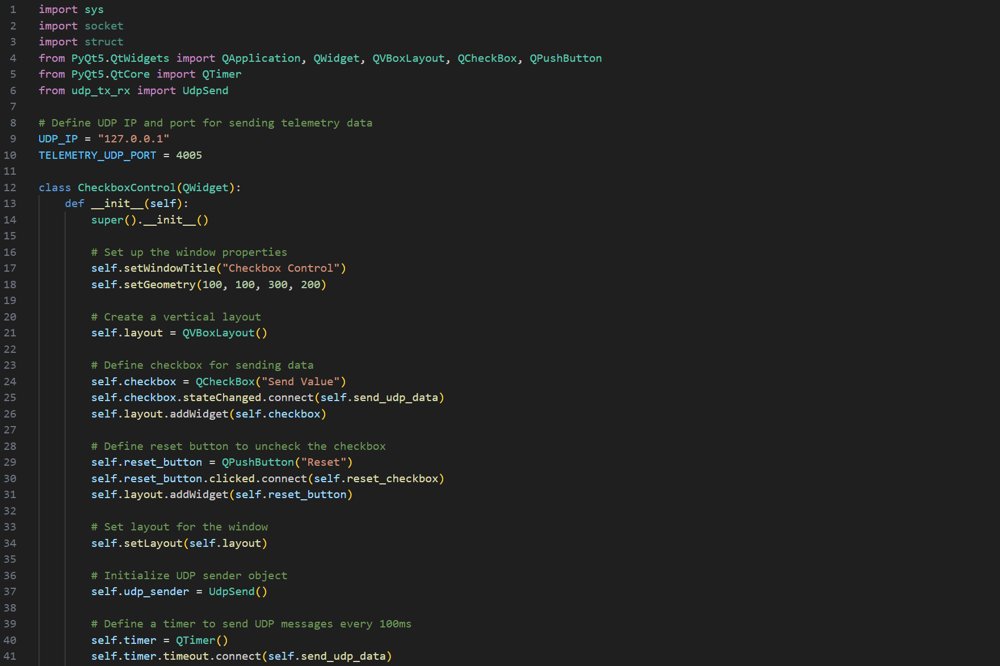 1 import sys
2 import socket
3 import struct
4 from PyQt5.QtWidgets import QApplication, QWidget, QVBoxLayout, QCheckBox, QPushButton
5 from PyQt5.QtCore import QTimer
6 from udp_tx_rx import UdpSend
7
8 # Define UDP IP and port for sending telemetry data
9 UDP_IP = "127.0.0.1"
10 TELEMETRY_UDP_PORT = 4005
11
12 class CheckboxControl(QWidget):
13     def __init__(self):
14         super().__init__()
15
16         # Set up the window properties
17         self.setWindowTitle("Checkbox Control")
18         self.setGeometry(100, 100, 300, 200)
19
20         # Create a vertical layout
21         self.layout = QVBoxLayout()
22
23         # Define checkbox for sending data
24         self.checkbox = QCheckBox("Send Value")
25         self.checkbox.stateChanged.connect(self.send_udp_data)
26         self.layout.addWidget(self.checkbox)
27
28         # Define reset button to uncheck the checkbox
29         self.reset_button = QPushButton("Reset")
30         self.reset_button.clicked.connect(self.reset_checkbox)
31         self.layout.addWidget(self.reset_button)
32
33         # Set layout for the window
34         self.setLayout(self.layout)
35
36         # Initialize UDP sender object
37         self.udp_sender = UdpSend()
38
39         # Define a timer to send UDP messages every 100ms
40         self.timer = QTimer()
41         self.timer.timeout.connect(self.send_udp_data)